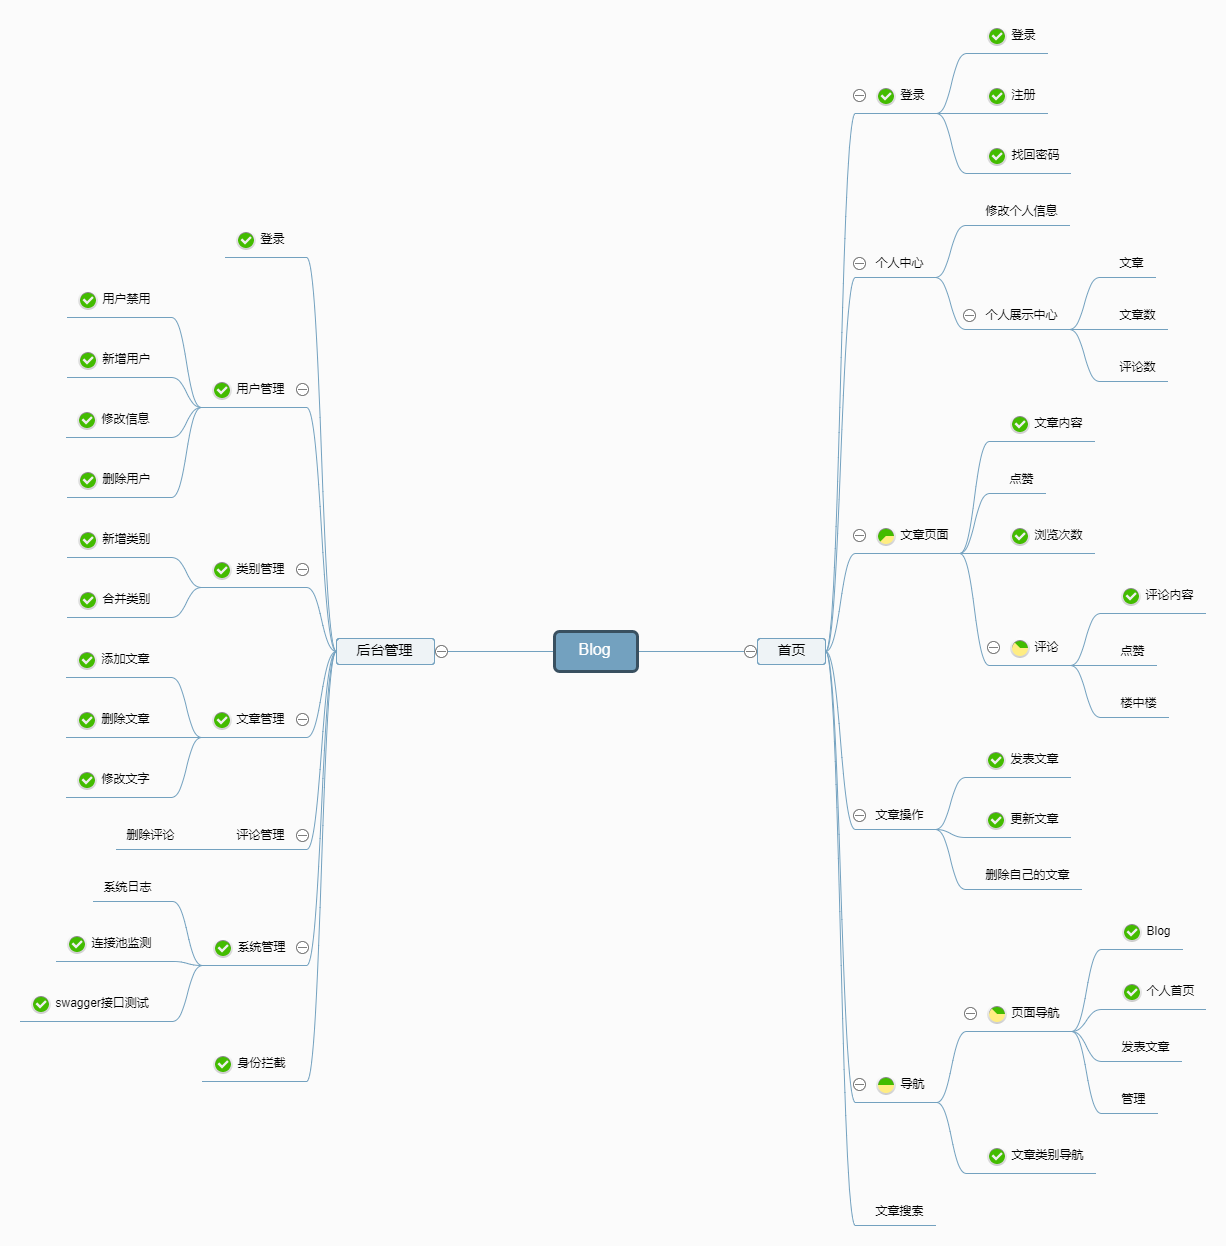 Blog
后台管理
登录
用户管理
用户禁用
新增用户
修改信息
删除用户
类别管理
新增类别
合并类别
文章管理
添加文章
删除文章
修改文字
评论管理
删除评论
系统管理
系统日志
连接池监测
swagger接口测试
身份拦截
首页
登录
登录
注册
找回密码
个人中心
修改个人信息
个人展示中心
文章
文章数
评论数
文章页面
文章内容
点赞
浏览次数
评论
评论内容
点赞
楼中楼
文章操作
发表文章
更新文章
删除自己的文章
导航
页面导航
Blog
个人首页
发表文章
管理
文章类别导航
文章搜索